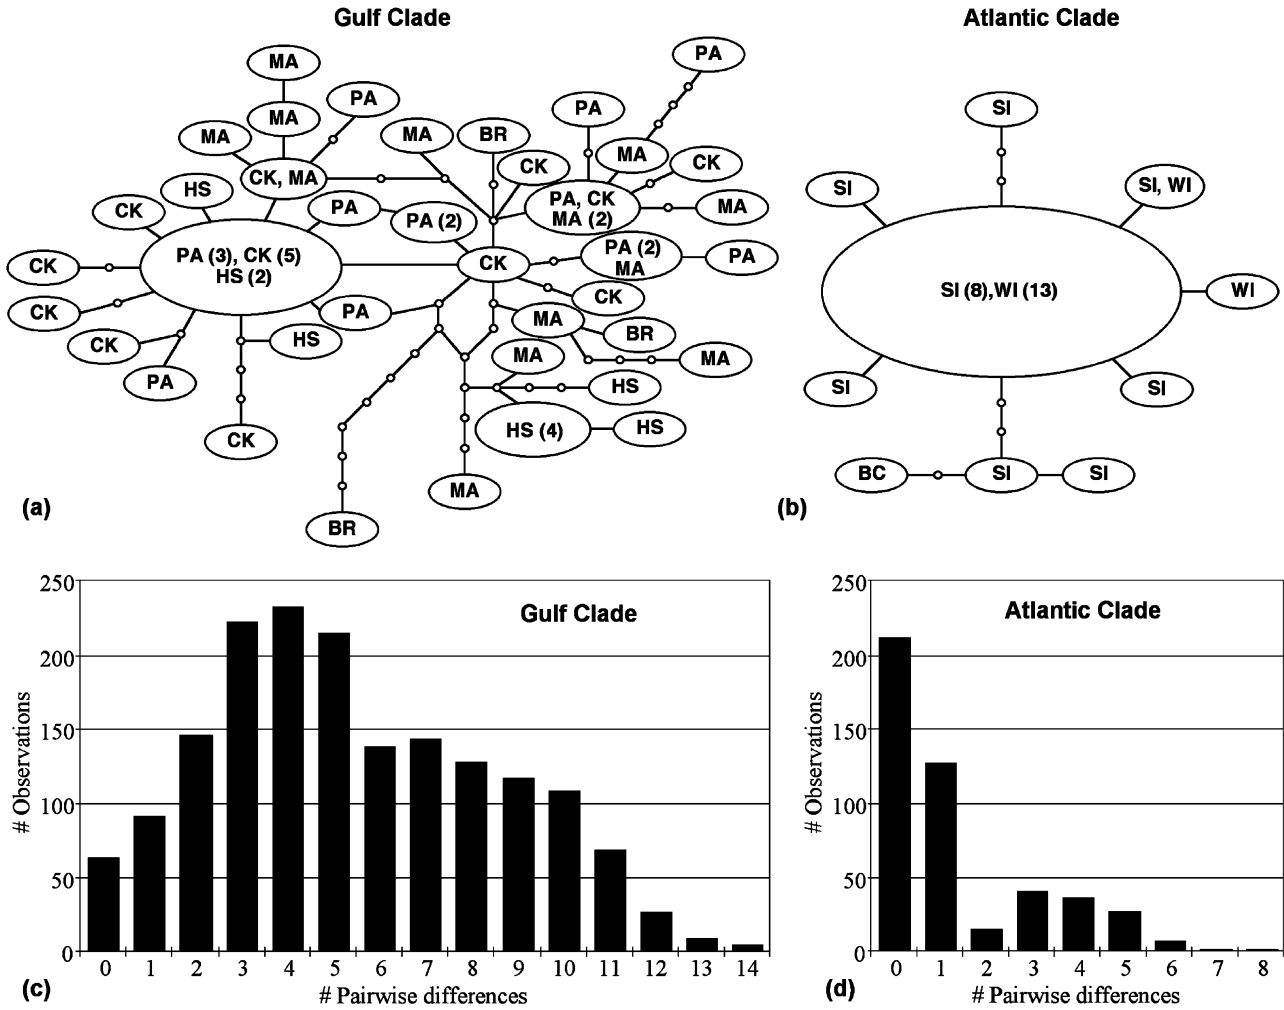 Gulf Clade
Atlantic Clade
PA
MA
PA
PA
SI
MA
MA
MA
BR
MA
CK
CK
CK, MA
HS
SI
SI, WI
PA
PA, CK
MA (2)
MA
CK
PA (2)
PA (3), CK (5)
HS (2)
PA (2)
MA
PA
CK
CK
SI (8),WI (13)
WI
CK
CK
PA
MA
BR
CK
HS
MA
MA
PA
HS
SI
SI
HS (4)
HS
CK
BC
SI
SI
MA
(a)
(b)
BR
250
200
150
100
50
0
# Observations
Gulf Clade
0 1 2 3 4 5 6 7 8 9 10 11 12 13 14
(c)
# Pairwise differences
250
200
150
100
50
0
# Observations
Atlantic Clade
0 1 2 3 4 5 6 7 8
(d)
# Pairwise differences